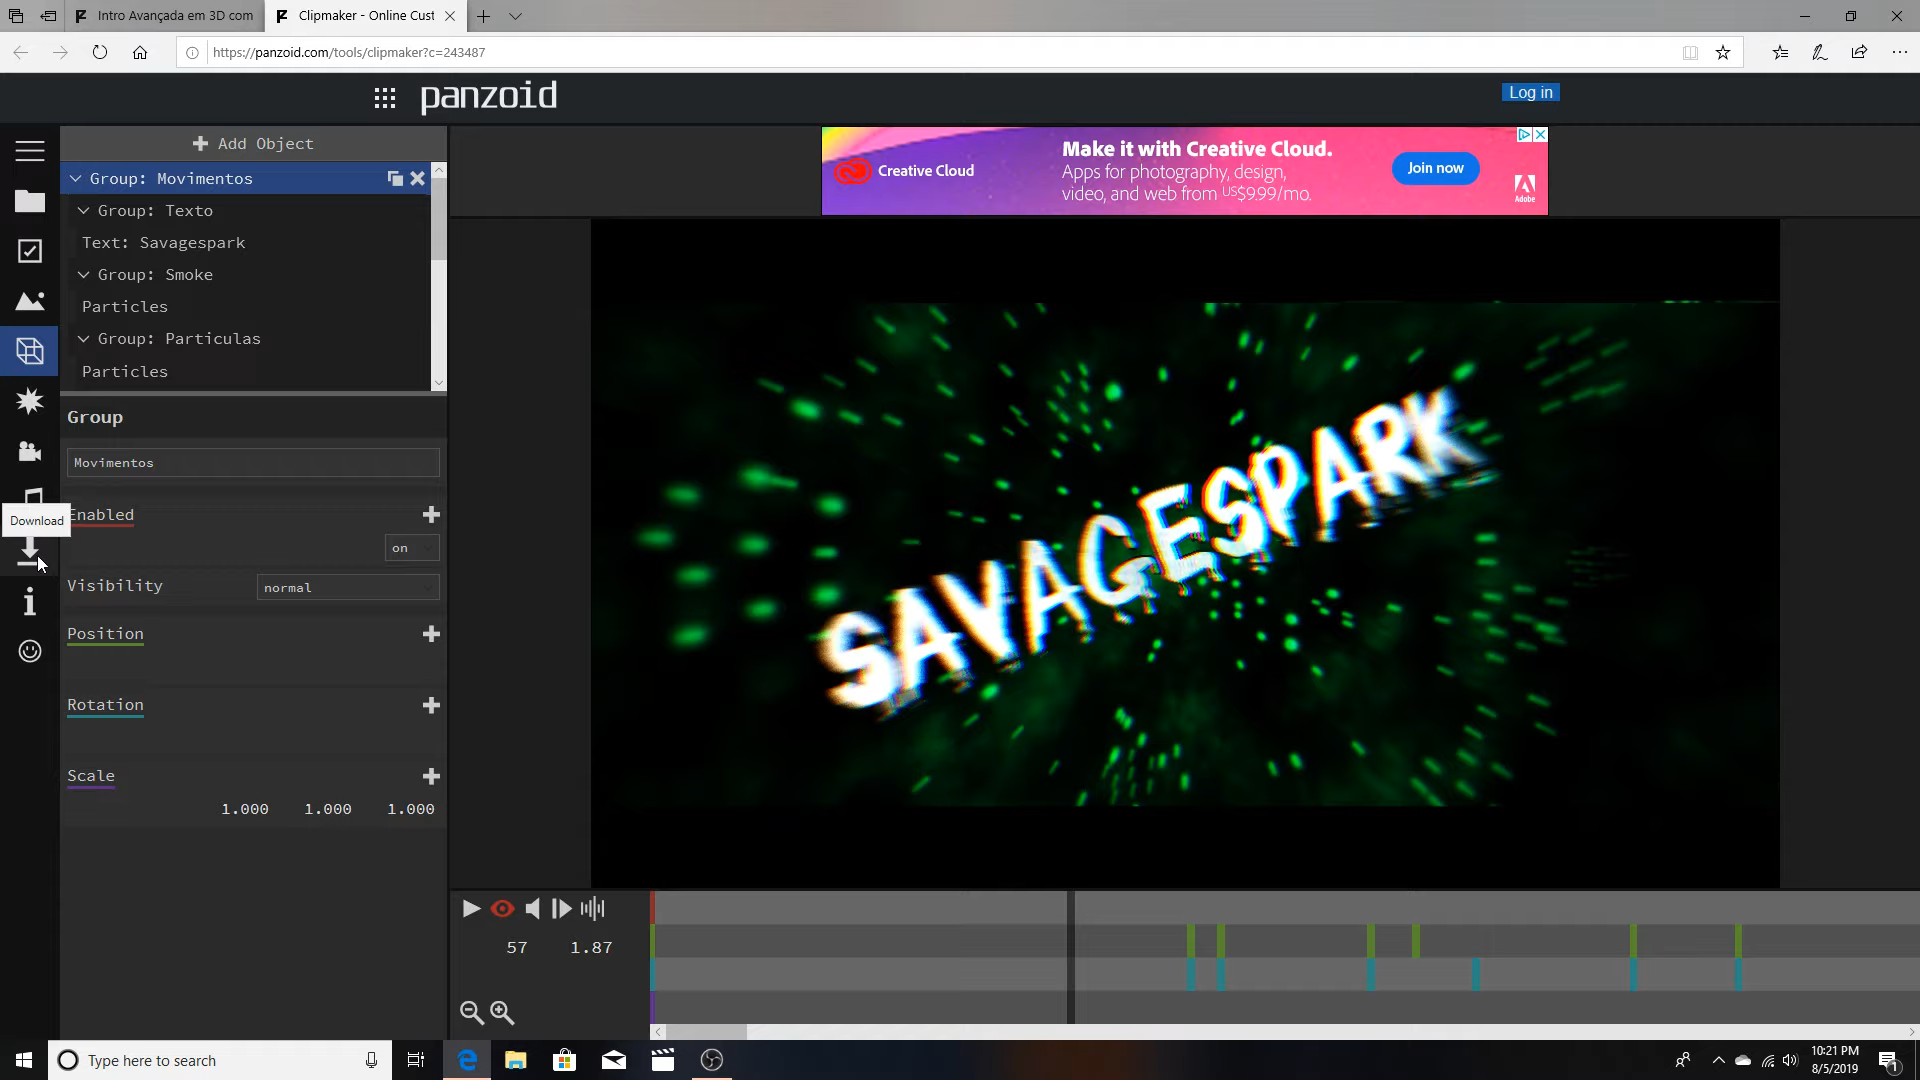 Intro Avançada em 3D com
Clipmaker - Online Cust
https://panzoid.com/tools/clipmaker?c=243487
panzoid
Log in
Add Object
Group: Movimentos
Group: Texto
Text: Savagespark
Group: Smoke
Particles
Group: Particulas
Particles
Creative Cloud
Make it with Creative Cloud.
Apps for photography, design,
video, and web from US$9.99/mo.
Join now
Adobe
SAVAGESPARK
Group
Movimentos
Download
Enabled
on
Visibility
normal
Position
Rotation
Scale
1.000 1.000 1.000
57 1.87
Type here to search
10:21 PM
8/5/2019
1